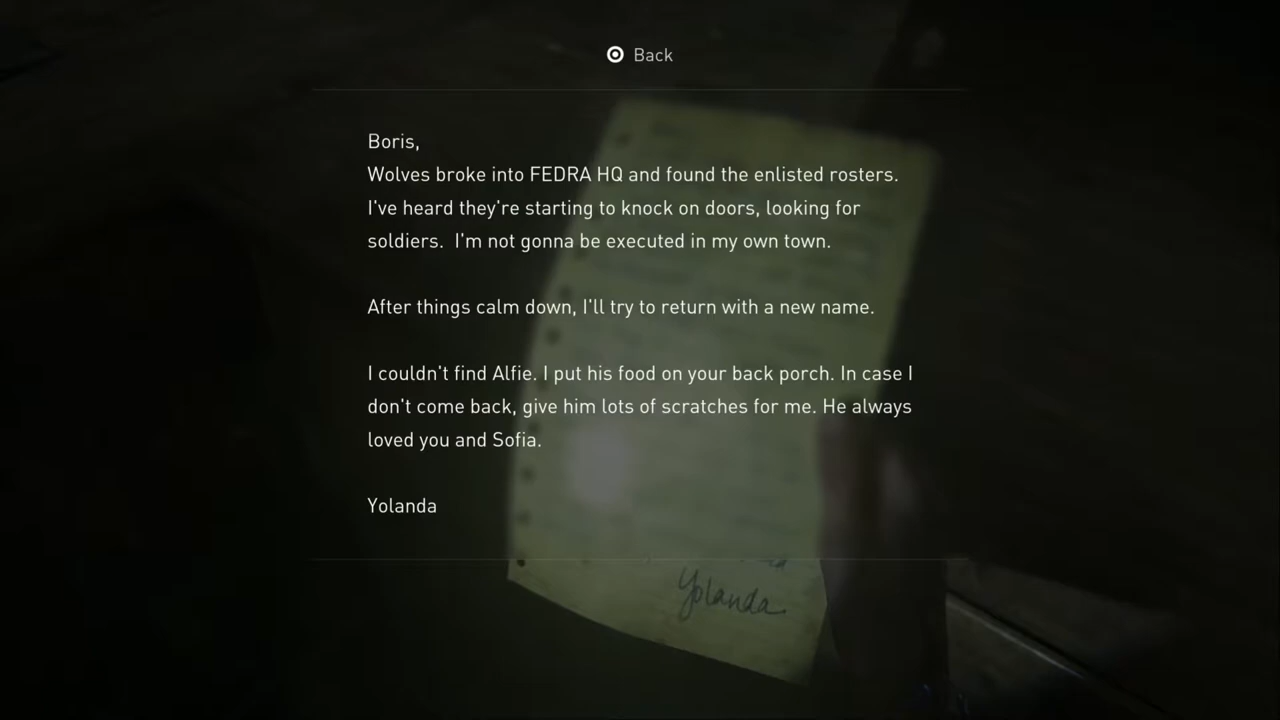 Back
Boris,
Wolves broke into FEDRA HQ and found the enlisted rosters.
I've heard they're starting to knock on doors, looking for
soldiers.  I'm not gonna be executed in my own town.
After things calm down, I'll try to return with a new name.
I couldn't find Alfie. I put his food on your back porch. In case I
don't come back, give him lots of scratches for me. He always
loved you and Sofia.
Yolanda
Yolanda